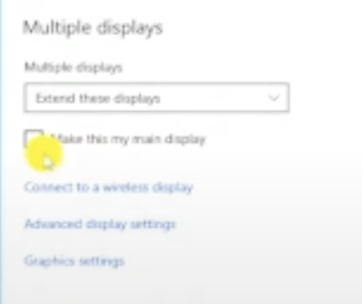 Multiple displays
Multiple displays
Extend these displays
Make this my main display
Connect to a wireless display
Advanced display settings
Graphics settings